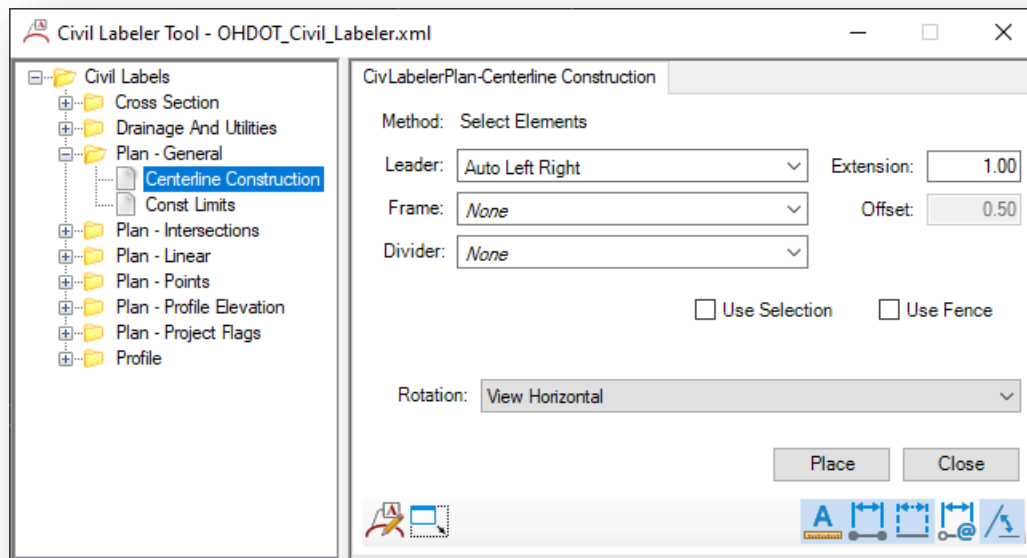 Civil Labeler Tool - OHDOT_Civil_Labeler.xml
Civil Labels
Cross Section
Drainage And Utilities
Plan - General
Centerline Construction
Const Limits
Plan - Intersections
Plan - Linear
Plan - Points
Plan - Profile Elevation
Plan - Project Flags
Profile
CivLabelerPlan-Centerline Construction
Method: Select Elements
Leader: Auto Left Right Extension: 1.00
Frame: None Offset: 0.50
Divider: None
Use Selection Use Fence
Rotation: View Horizontal
Place Close
A A @